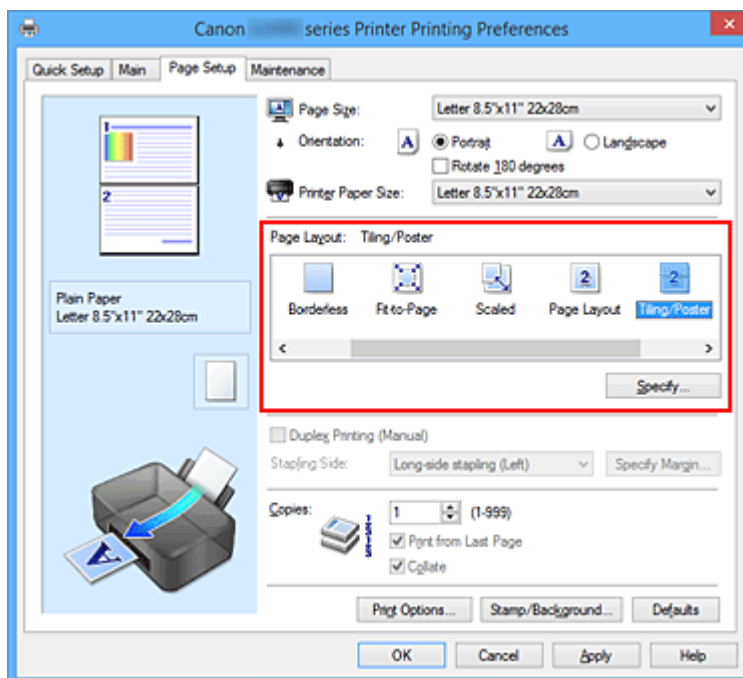 Canon series Printer Printing Preferences
Quick Setup Main Page Setup Maintenance
Page Size: Letter 8.5"x11" 22x28cm
Orientation: A Portrait A Landscape
Rotate 180 degrees
Printer Paper Size: Letter 8.5"x11" 22x28cm
1
2
Plain Paper
Letter 8.5"x11" 22x28cm
Page Layout: Tiling/Poster
2 2
Borderless Fit-to-Page Scaled Page Layout Tiling/Poster
Specify...
Duplex Printing (Manual)
Stapling Side: Long-side stapling (Left) Specify Margin...
Copies: 1 (1-999)
Print from Last Page
Collate
A
Print Options... Stamp/Background... Defaults
OK Cancel Apply Help